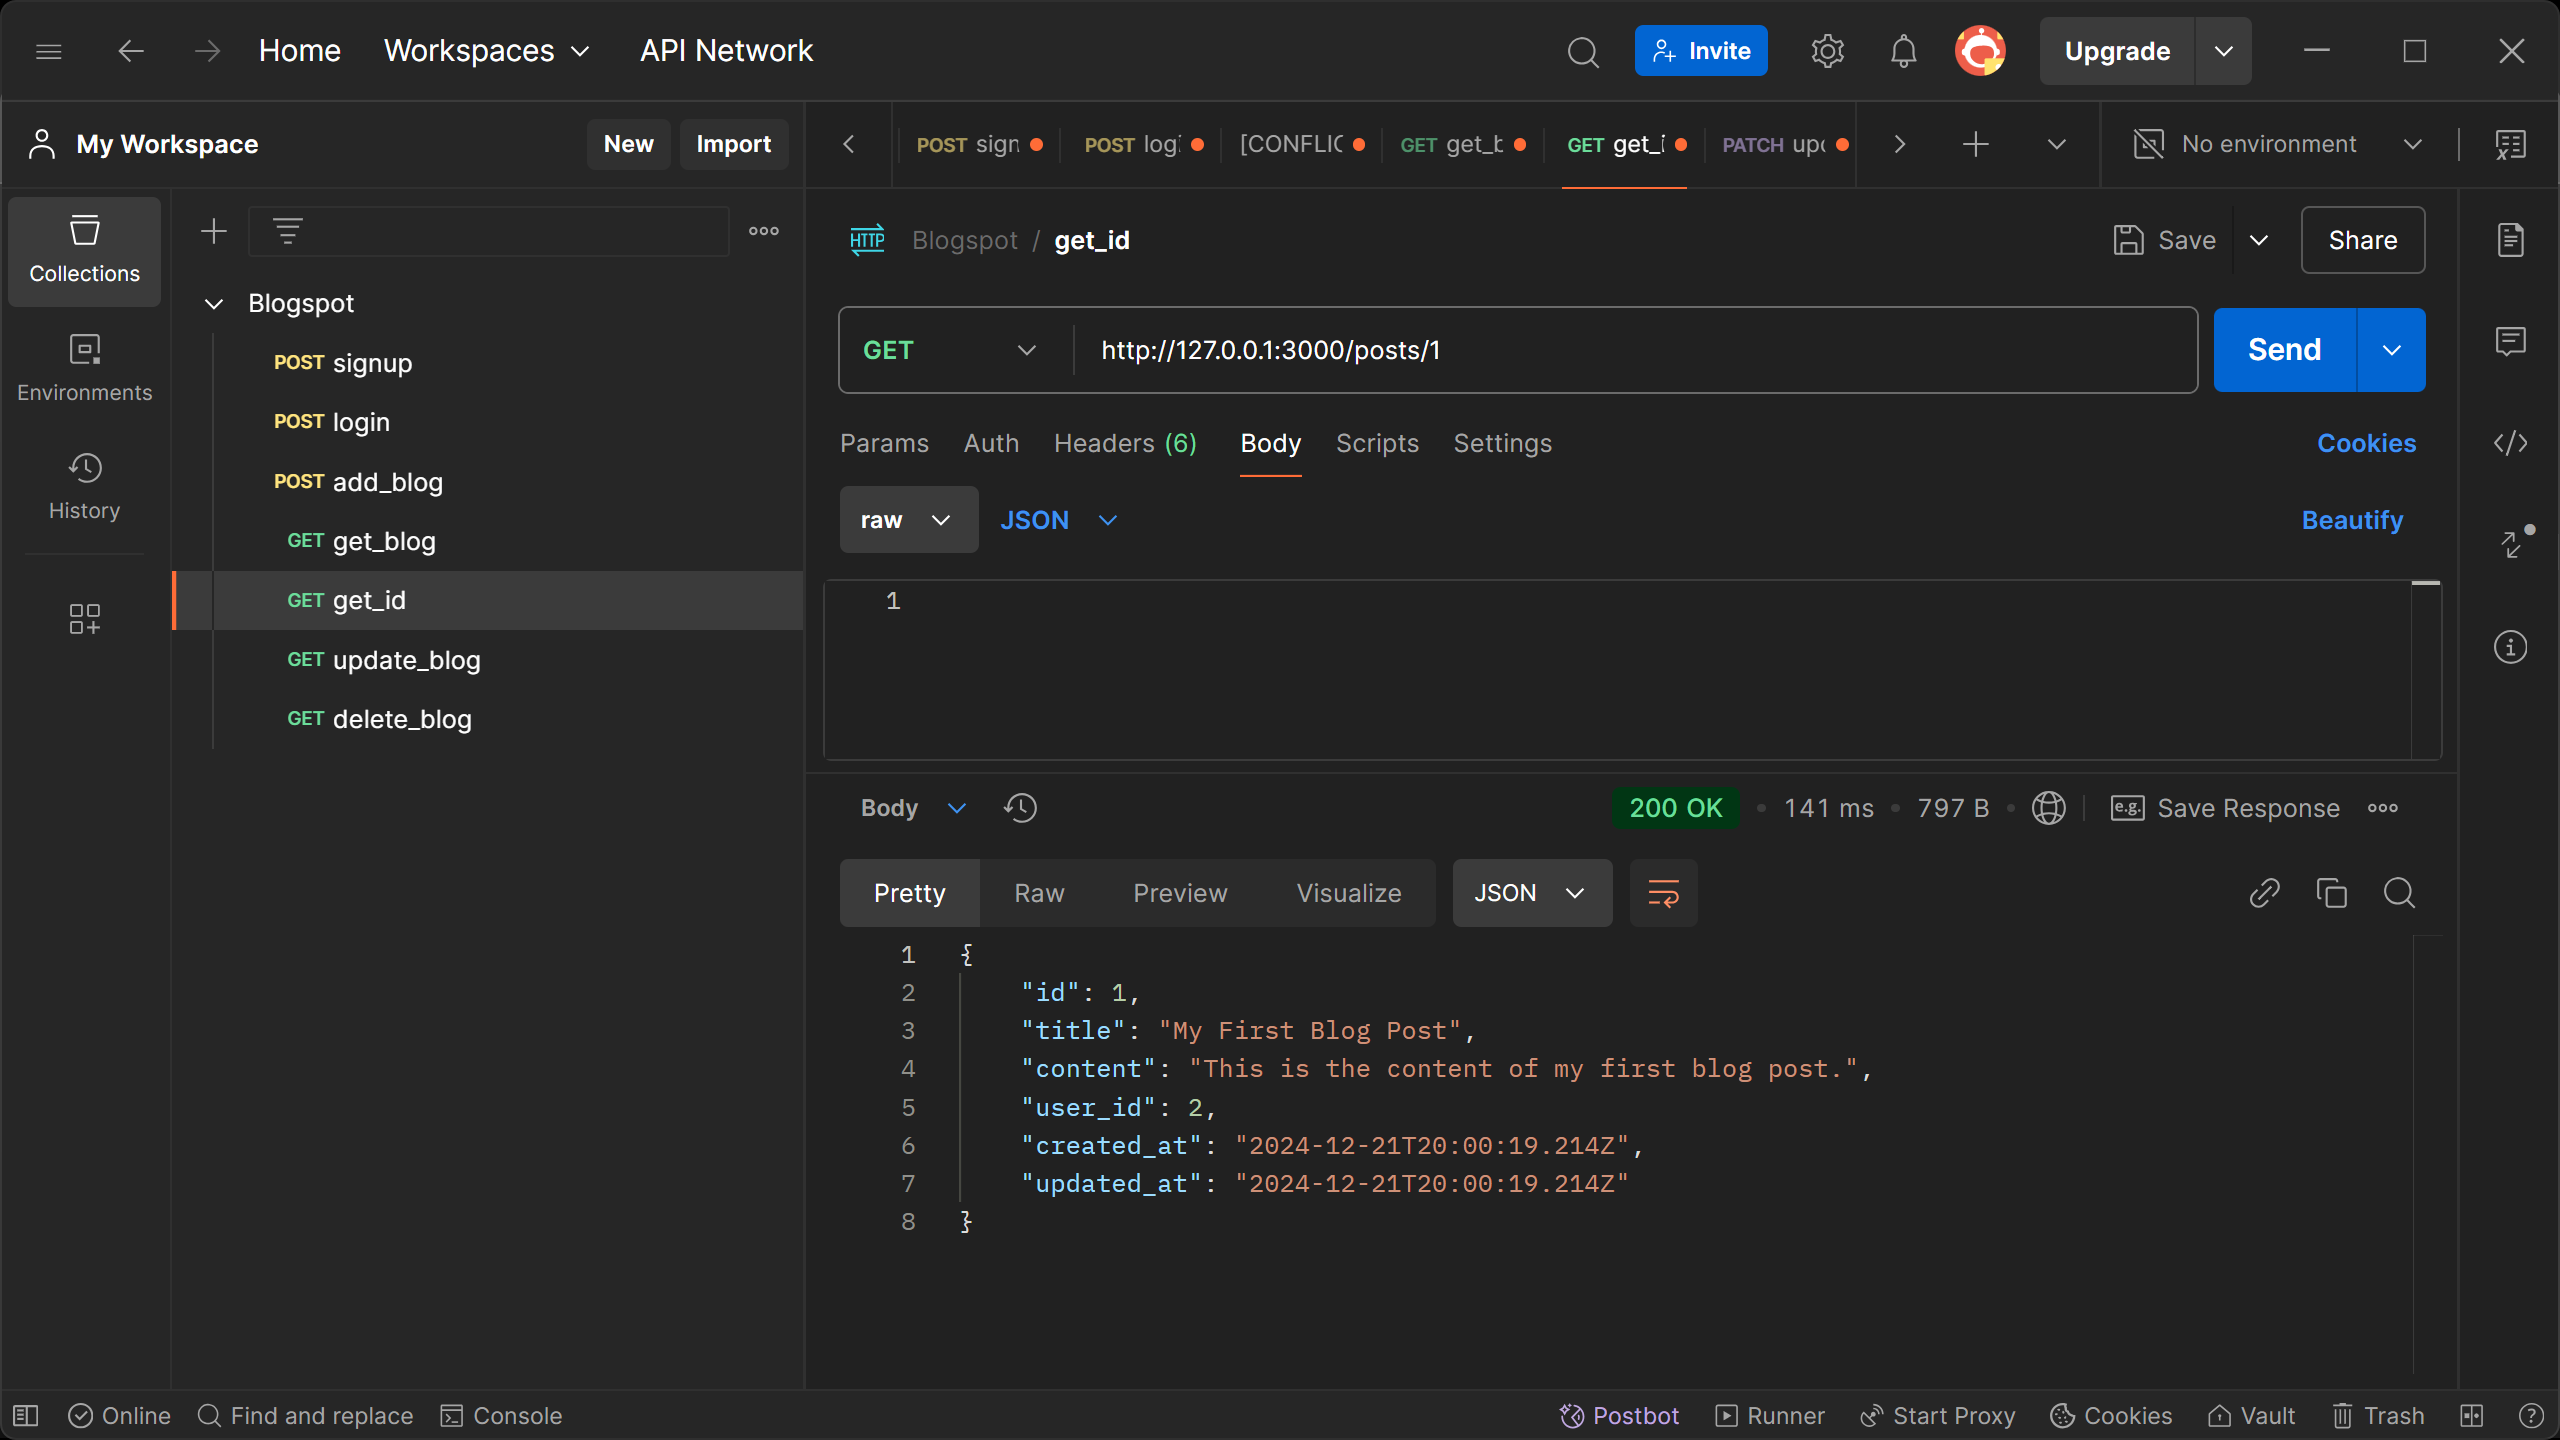 Home Workspaces API Network Invite Upgrade
My Workspace New Import
POST sign POST log [CONFLIC GET get_b GET get_i PATCH upd No environment
Collections
Environments
History
Blogspot
POST signup
POST login
POST add_blog
GET get_blog
GET get_id
GET update_blog
GET delete_blog
HTTP Blogspot / get_id Save Share
GET http://127.0.0.1:3000/posts/1 Send
Params Auth Headers (6) Body Scripts Settings Cookies
raw JSON Beautify
1
Body 200 OK • 141 ms • 797 B • e.g. Save Response
Pretty Raw Preview Visualize JSON
1 {
2 "id": 1,
3 "title": "My First Blog Post",
4 "content": "This is the content of my first blog post.",
5 "user_id": 2,
6 "created_at": "2024-12-21T20:00:19.214Z",
7 "updated_at": "2024-12-21T20:00:19.214Z"
8 }
Online Find and replace Console Postbot Runner Start Proxy Cookies Vault Trash